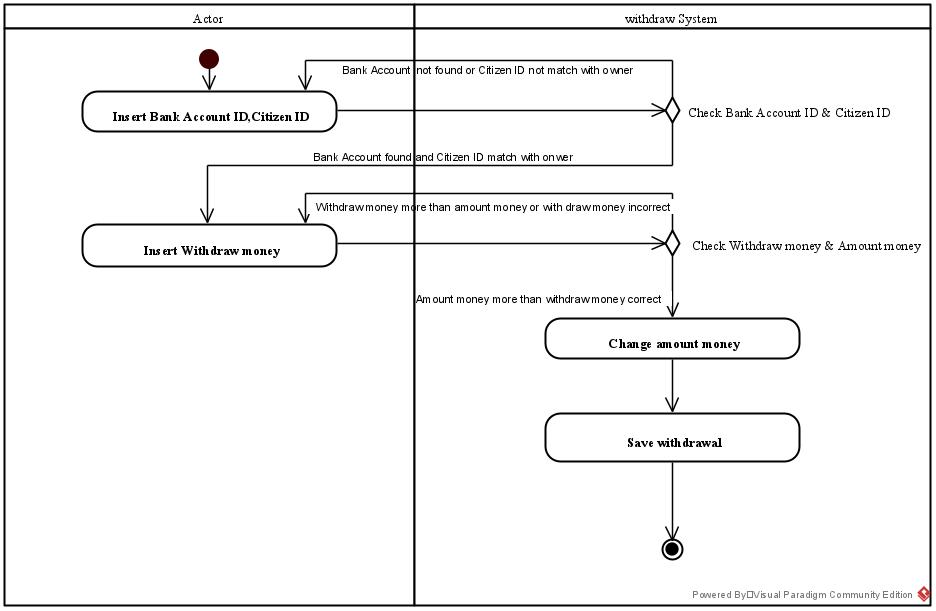 Actor
withdraw System
Bank Account not found or Citizen ID not match with owner
Insert Bank Account ID,Citizen ID
Check Bank Account ID & Citizen ID
Bank Account found and Citizen ID match with onwer
Withdraw money more than amount money or with draw money incorrect
Insert Withdraw money
Check Withdraw money & Amount money
Amount money more than withdraw money correct
Change amount money
Save withdrawal
Powered By Visual Paradigm Community Edition